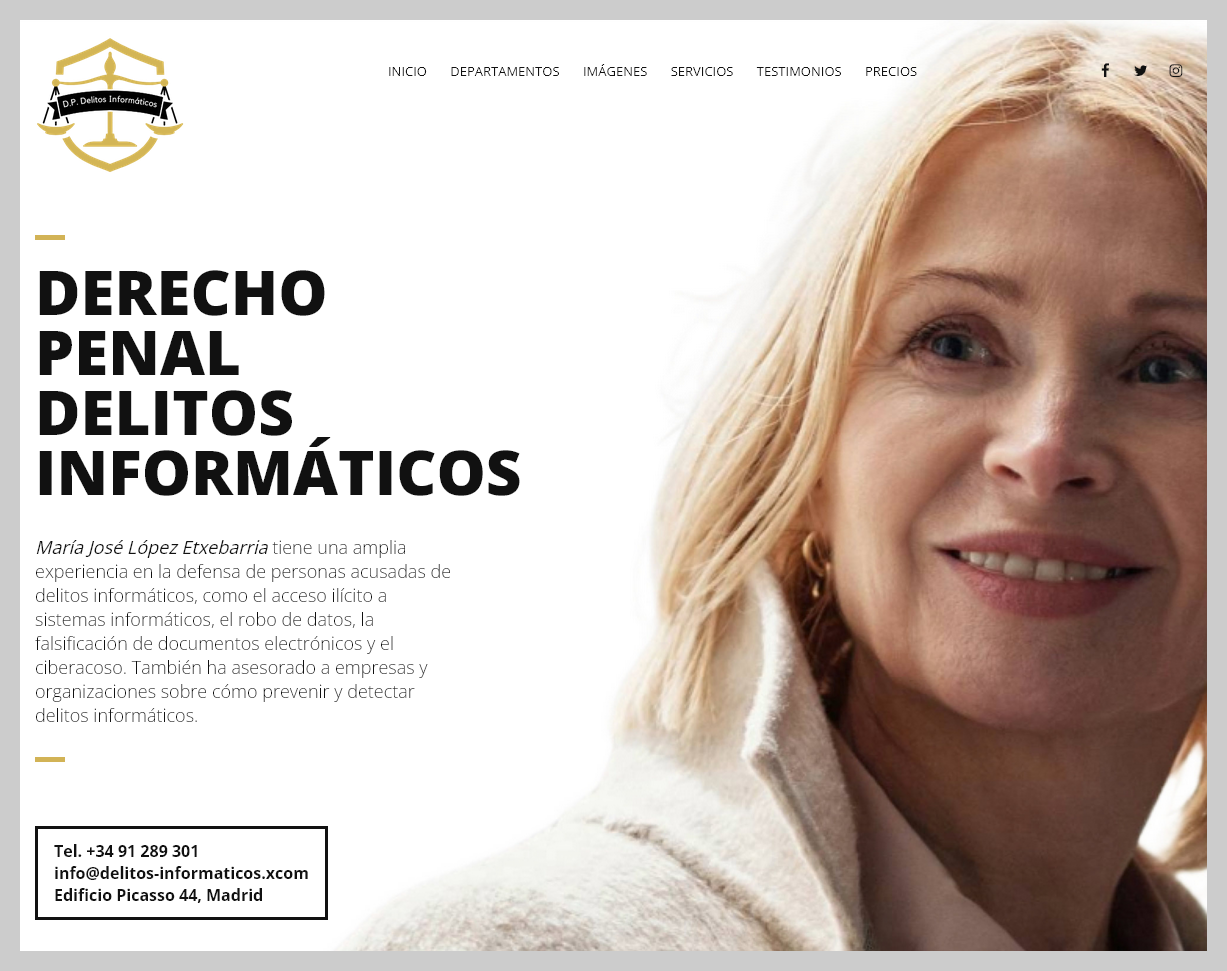 D.P. Delitos Informáticos
INICIO DEPARTAMENTOS IMÁGENES SERVICIOS TESTIMONIOS PRECIOS
DERECHO
PENAL
DELITOS
INFORMÁTICOS
María José López Etxebarria tiene una amplia
experiencia en la defensa de personas acusadas de
delitos informáticos, como el acceso ilícito a
sistemas informáticos, el robo de datos, la
falsificación de documentos electrónicos y el
ciberacoso. También ha asesorado a empresas y
organizaciones sobre cómo prevenir y detectar
delitos informáticos.
Tel. +34 91 289 301
info@delitos-informaticos.xcom
Edificio Picasso 44, Madrid